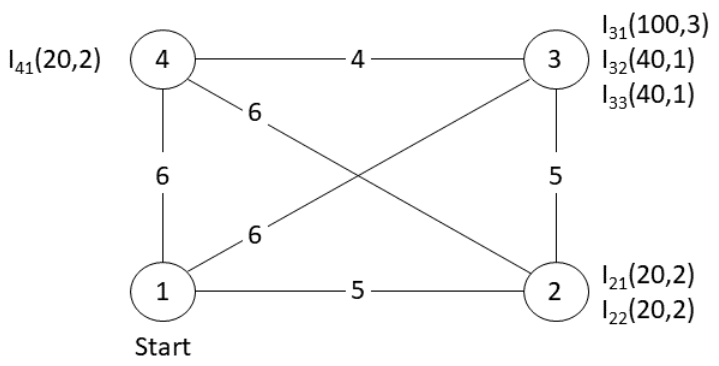 I₃₁(100,3)
I₄₁(20,2) 4 4 3 I₃₂(40,1)
I₃₃(40,1)
6
6 5
6
1 5 2 I₂₁(20,2)
I₂₂(20,2)
Start